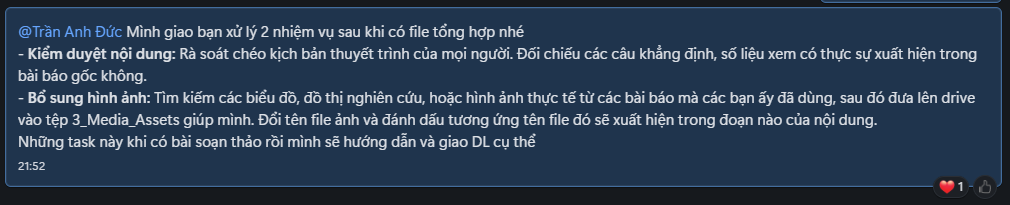 @Trần Anh Đức Mình giao bạn xử lý 2 nhiệm vụ sau khi có file tổng hợp nhé
- Kiểm duyệt nội dung: Rà soát chéo kịch bản thuyết trình của mọi người. Đối chiếu các câu khẳng định, số liệu xem có thực sự xuất hiện trong
bài báo gốc không.
- Bổ sung hình ảnh: Tìm kiếm các biểu đồ, đồ thị nghiên cứu, hoặc hình ảnh thực tế từ các bài báo mà các bạn ấy đã dùng, sau đó đưa lên drive
vào tệp 3_Media_Assets giúp mình. Đổi tên file ảnh và đánh dấu tương ứng tên file đó sẽ xuất hiện trong đoạn nào của nội dung.
Những task này khi có bài soạn thảo rồi mình sẽ hướng dẫn và giao DL cụ thể
21:52
1